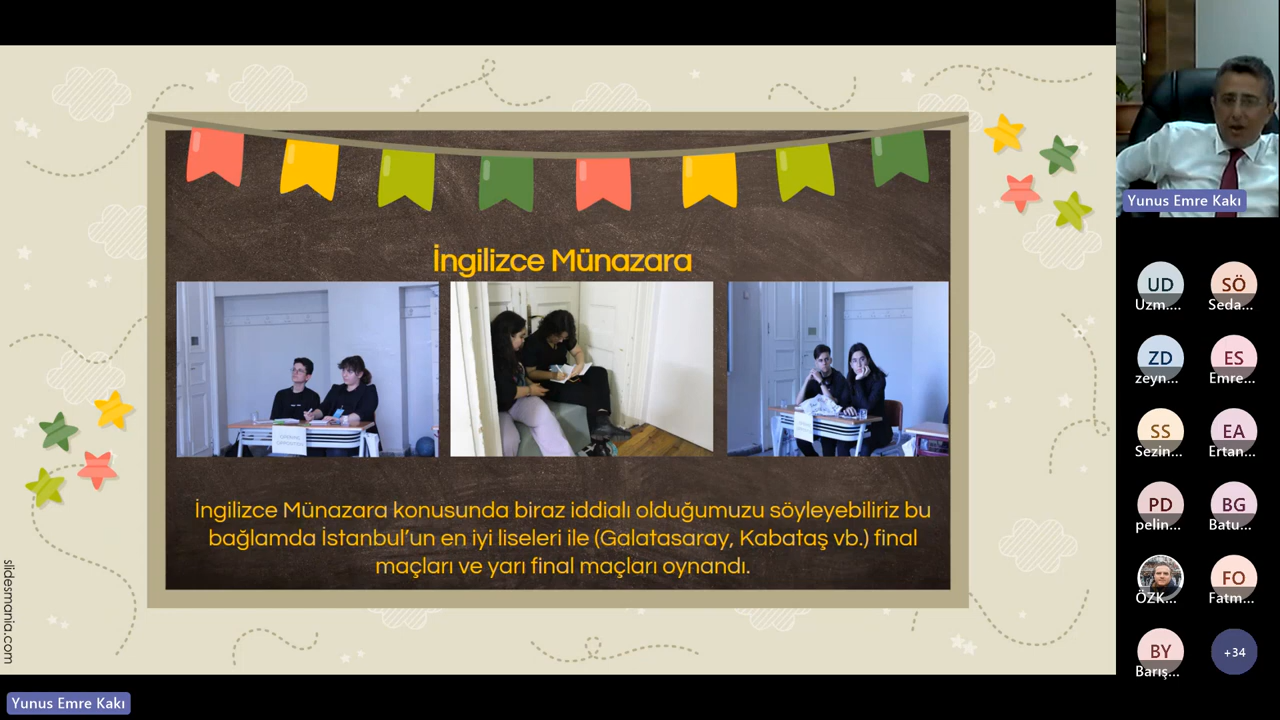 İngilizce Münazara
İngilizce Münazara konusunda biraz iddialı olduğumuzu söyleyebiliriz bu
bağlamda İstanbul’un en iyi liseleri ile (Galatasaray, Kabataş vb.) final
maçları ve yarı final maçları oynandı.
slidesmania.com
Yunus Emre Kakı
Yunus Emre Kakı
UD
Uzm....
SÖ
Seda...
ZD
zeyn...
ES
Emre...
SS
Sezin...
EA
Ertan...
PD
pelin...
BG
Batu...
ÖZK...
FO
Fatm...
BY
Barış...
+34